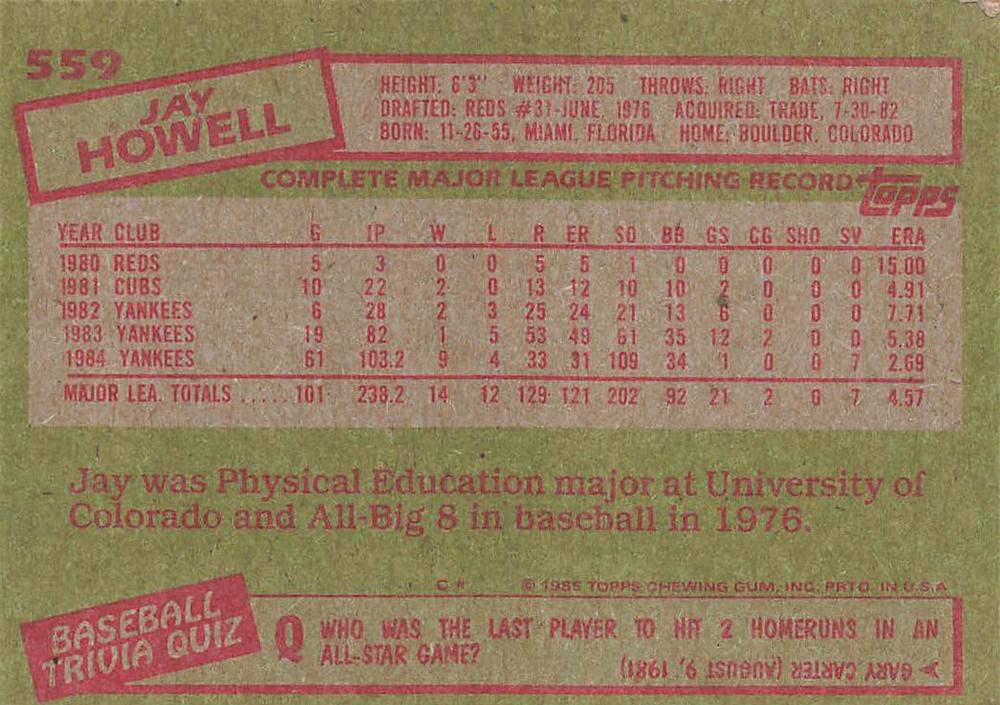 559
JAY
HOWELL
HEIGHT: 6'3" WEIGHT: 205 THROWS: RIGHT BATS: RIGHT
DRAFTED: REDS #31-JUNE, 1976 ACQUIRED: TRADE, 7-30-82
BORN: 11-26-55, MIAMI, FLORIDA HOME: BOULDER, COLORADO
COMPLETE MAJOR LEAGUE PITCHING RECORD topps
YEAR CLUB G IP W L R ER SO BB GS CG SHO SV ERA
1980 REDS 5 3 0 0 5 5 1 0 0 0 0 0 15.00
1981 CUBS 10 22 2 0 13 12 10 10 2 0 0 0 4.91
1982 YANKEES 6 28 2 3 25 24 21 13 6 0 0 0 7.71
1983 YANKEES 19 82 1 5 53 49 61 35 12 2 0 0 5.38
1984 YANKEES 61 103.2 9 4 33 31 109 34 1 0 0 7 2.69
MAJOR LEA. TOTALS ..... 101 238.2 14 12 129 121 202 92 21 2 0 7 4.57
Jay was Physical Education major at University of
Colorado and All-Big 8 in baseball in 1976.
C* © 1985 TOPPS CHEWING GUM, INC. PRTD. IN U.S.A
BASEBALL
TRIVIA QUIZ
Q WHO WAS THE LAST PLAYER TO HIT 2 HOMERUNS IN AN
ALL-STAR GAME?
A GARY CARTER (AUGUST 9, 1981)